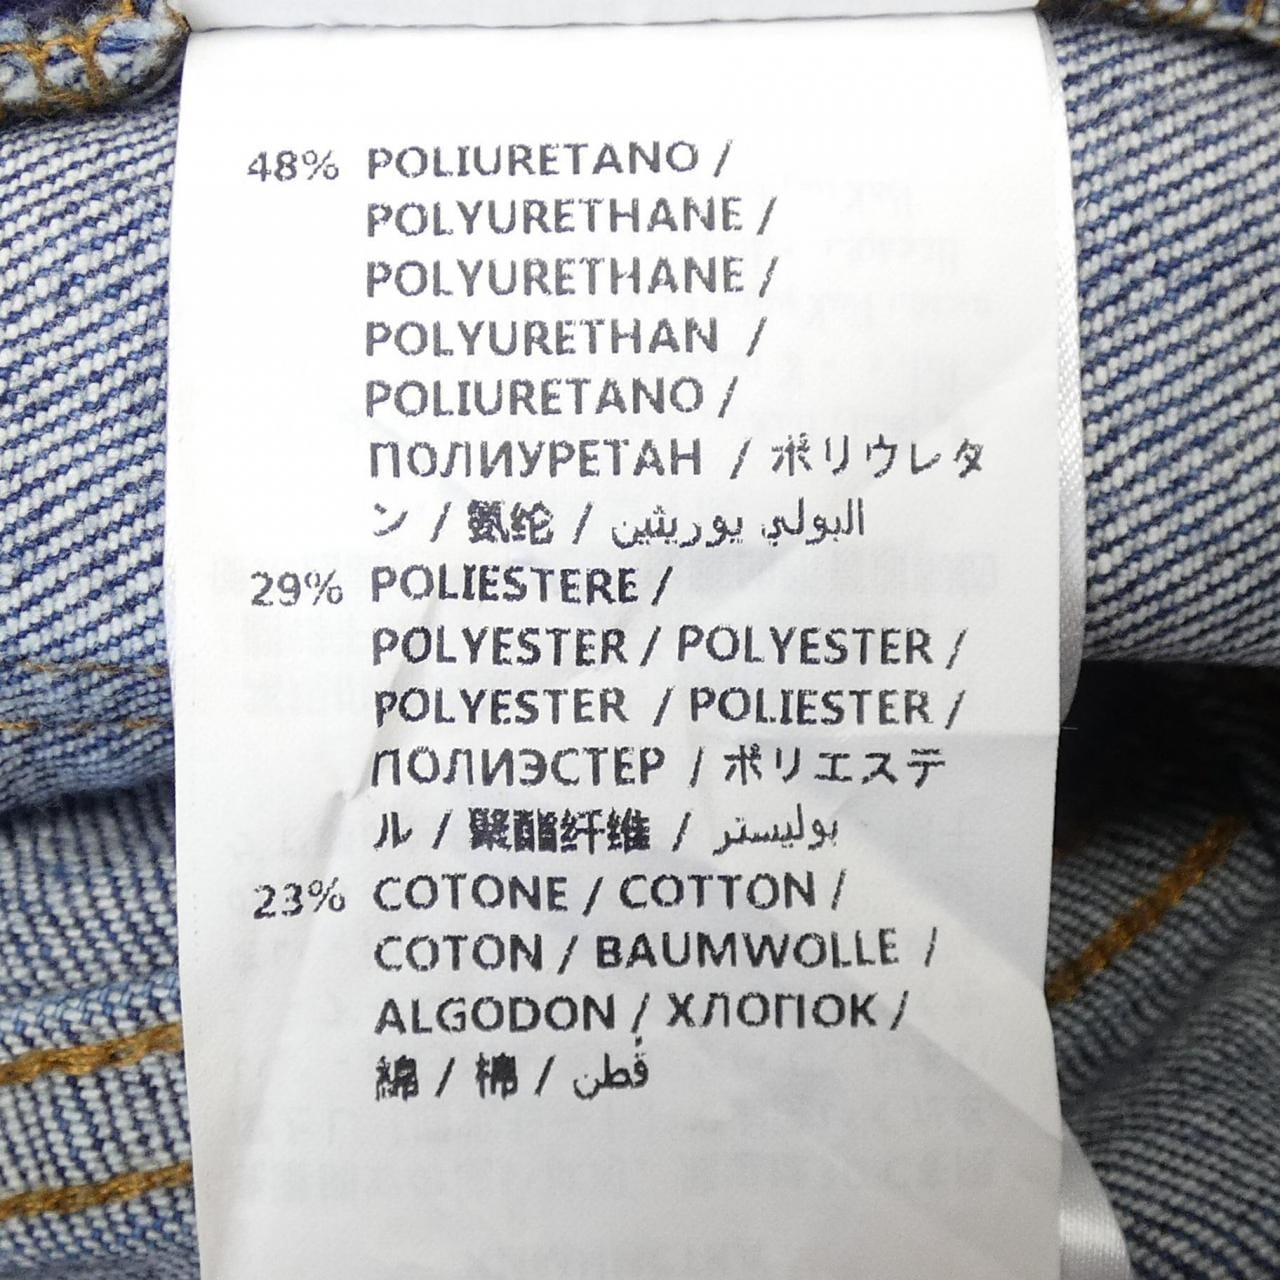 48% POLIURETANO /
POLYURETHANE /
POLYURETHANE /
POLYURETHAN /
POLIURETANO /
ПОЛИУРЕТАН / ポリウレタ
ン / 氨纶 / البولي يوريثين
29% POLIESTERE /
POLYESTER / POLYESTER /
POLYESTER / POLIESTER /
ПОЛИЭСТЕР / ポリエステ
ル / 聚酯纤维 / بوليستر
23% COTONE / COTTON /
COTON / BAUMWOLLE /
ALGODON / ХЛОПОК /
綿 / 棉 / قطن